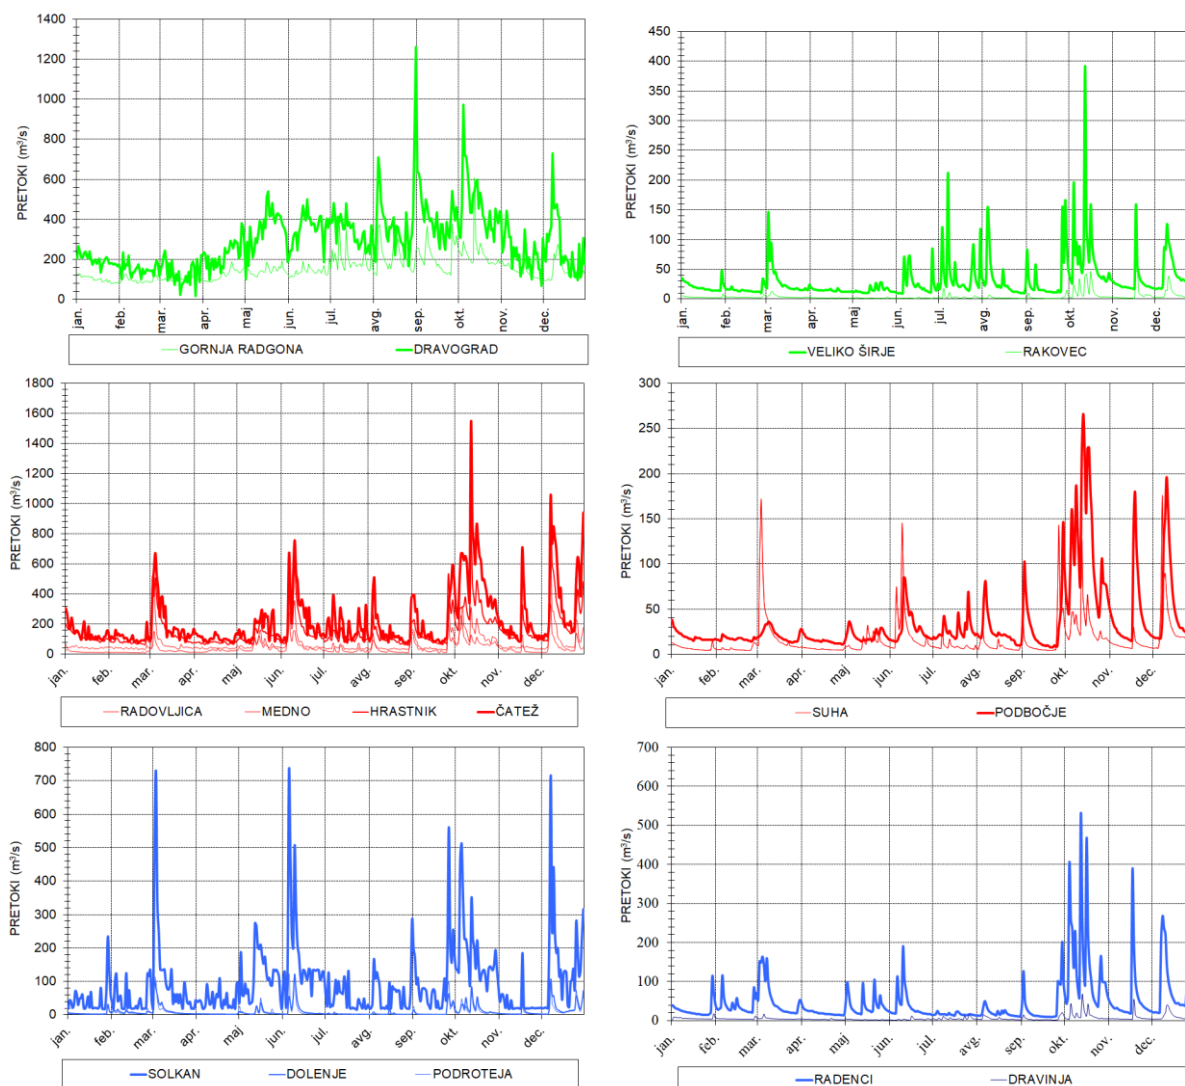 PRETOKI (m³/s)
1400
1200
1000
800
600
400
200
0
jan. feb. mar. apr. maj jun. jul. avg. sep. okt. nov. dec.
GORNJA RADGONA DRAVOGRAD
PRETOKI (m³/s)
450
400
350
300
250
200
150
100
50
0
jan. feb. mar. apr. maj jun. jul. avg. sep. okt. nov. dec.
VELIKO ŠIRJE RAKOVEC
PRETOKI (m³/s)
1800
1600
1400
1200
1000
800
600
400
200
0
jan. feb. mar. apr. maj jun. jul. avg. sep. okt. nov. dec.
RADOVLJICA MEDNO HRASTNIK ČATEŽ
PRETOKI (m³/s)
300
250
200
150
100
50
0
jan. feb. mar. apr. maj jun. jul. avg. sep. okt. nov. dec.
SUHA PODBOČJE
PRETOKI (m³/s)
800
700
600
500
400
300
200
100
0
jan. feb. mar. apr. maj jun. jul. avg. sep. okt. nov. dec.
SOLKAN DOLENJE PODROTEJA
PRETOKI (m³/s)
700
600
500
400
300
200
100
0
jan. feb. mar. apr. maj jun. jul. avg. sep. okt. nov. dec.
RADENCI DRAVINJA